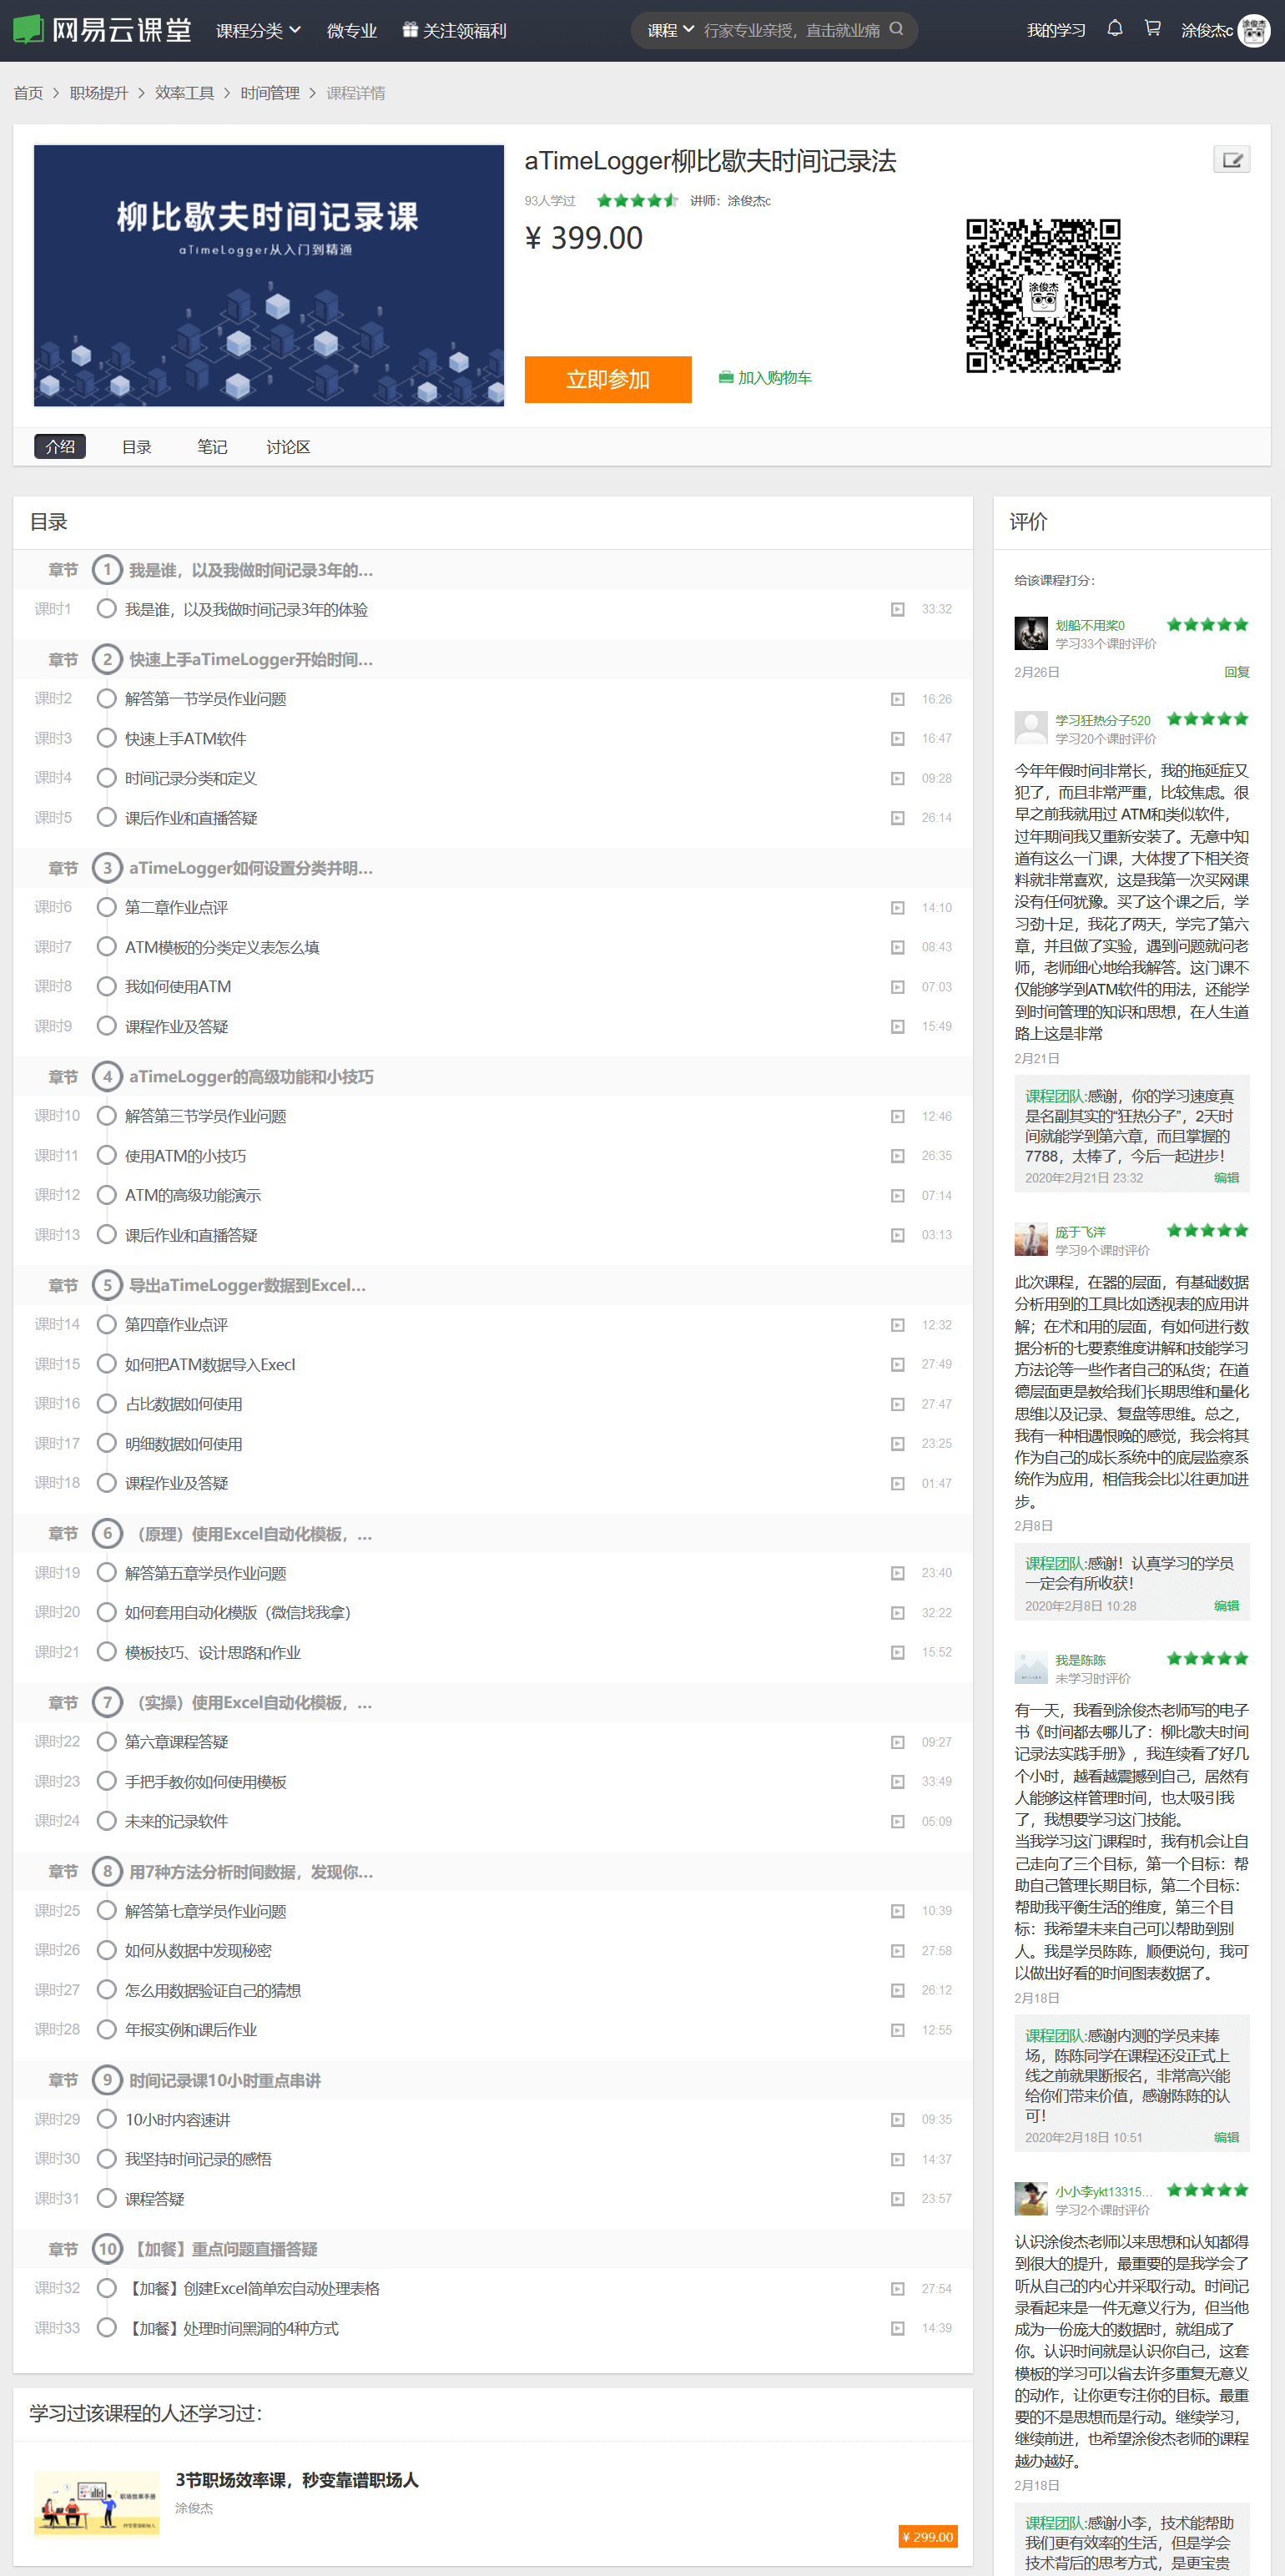 网易云课堂 课程分类 微专业 关注领福利 课程 行家专业亲授，直击就业痛 我的学习 涂俊杰c
首页 > 职场提升 > 效率工具 > 时间管理 > 课程详情
柳比歇夫时间记录课
aTimeLogger从入门到精通
aTimeLogger柳比歇夫时间记录法
93人学过 讲师：涂俊杰c
¥ 399.00
涂俊杰
立即参加 加入购物车
介绍 目录 笔记 讨论区
目录
章节 1 我是谁，以及我做时间记录3年的...
课时1 我是谁，以及我做时间记录3年的体验 33:32
章节 2 快速上手aTimeLogger开始时间...
课时2 解答第一节学员作业问题 16:26
课时3 快速上手ATM软件 16:47
课时4 时间记录分类和定义 09:28
课时5 课后作业和直播答疑 26:14
章节 3 aTimeLogger如何设置分类并明...
课时6 第二章作业点评 14:10
课时7 ATM模板的分类定义表怎么填 08:43
课时8 我如何使用ATM 07:03
课时9 课程作业及答疑 15:49
章节 4 aTimeLogger的高级功能和小技巧
课时10 解答第三节学员作业问题 12:46
课时11 使用ATM的小技巧 26:35
课时12 ATM的高级功能演示 07:14
课时13 课后作业和直播答疑 03:13
章节 5 导出aTimeLogger数据到Excel...
课时14 第四章作业点评 12:32
课时15 如何把ATM数据导入Execl 27:49
课时16 占比数据如何使用 27:47
课时17 明细数据如何使用 23:25
课时18 课程作业及答疑 01:47
章节 6 （原理）使用Excel自动化模板，...
课时19 解答第五章学员作业问题 23:40
课时20 如何套用自动化模版（微信找我拿） 32:22
课时21 模板技巧、设计思路和作业 15:52
章节 7 （实操）使用Excel自动化模板，...
课时22 第六章课程答疑 09:27
课时23 手把手教你如何使用模板 33:49
课时24 未来的记录软件 05:09
章节 8 用7种方法分析时间数据，发现你...
课时25 解答第七章学员作业问题 10:39
课时26 如何从数据中发现秘密 27:58
课时27 怎么用数据验证自己的猜想 26:12
课时28 年报实例和课后作业 12:55
章节 9 时间记录课10小时重点串讲
课时29 10小时内容速讲 09:35
课时30 我坚持时间记录的感悟 14:37
课时31 课程答疑 23:57
章节 10 【加餐】重点问题直播答疑
课时32 【加餐】创建Excel简单宏自动处理表格 27:54
课时33 【加餐】处理时间黑洞的4种方式 14:39
学习过该课程的人还学习过：
职场效率手册
3节职场效率课，秒变靠谱职场人
涂俊杰
¥ 299.00
评价
给该课程打分：
划船不用桨0
学习33个课时评价
2月26日 回复
学习狂热分子520
学习20个课时评价
今年年假时间非常长，我的拖延症又
犯了，而且非常严重，比较焦虑。很
早之前我就用过 ATM和类似软件，
过年期间我又重新安装了。无意中知
道有这么一门课，大体搜了下相关资
料就非常喜欢，这是我第一次买网课
没有任何犹豫。买了这个课之后，学
习劲十足，我花了两天，学完了第六
章，并且做了实验，遇到问题就问老
师，老师细心地给我解答。这门课不
仅能够学到ATM软件的用法，还能学
到时间管理的知识和思想，在人生道
路上这是非常
2月21日
课程团队:感谢，你的学习速度真
是名副其实的“狂热分子”，2天时
间就能学到第六章，而且掌握的
7788，太棒了，今后一起进步！
2020年2月21日 23:32 编辑
庞于飞洋
学习9个课时评价
此次课程，在器的层面，有基础数据
分析用到的工具比如透视表的应用讲
解；在术和用的层面，有如何进行数
据分析的七要素维度讲解和技能学习
方法论等一些作者自己的私货；在道
德层面更是教给我们长期思维和量化
思维以及记录、复盘等思维。总之，
我有一种相遇恨晚的感觉，我会将其
作为自己的成长系统中的底层监察系
统作为应用，相信我会比以往更加进
步。
2月8日
课程团队:感谢！认真学习的学员
一定会有所收获！
2020年2月8日 10:28 编辑
我是陈陈
未学习时评价
有一天，我看到涂俊杰老师写的电子
书《时间都去哪儿了：柳比歇夫时间
记录法实践手册》，我连续看了好几
个小时，越看越震撼到自己，居然有
人能够这样管理时间，也太吸引我
了，我想要学习这门技能。
当我学习这门课程时，我有机会让自
己走向了三个目标，第一个目标：帮
助自己管理长期目标，第二个目标：
帮助我平衡生活的维度，第三个目
标：我希望未来自己可以帮助到别
人。我是学员陈陈，顺便说句，我可
以做出好看的时间图表数据了。
2月18日
课程团队:感谢内测的学员来捧
场，陈陈同学在课程还没正式上
线之前就果断报名，非常高兴能
给你们带来价值，感谢陈陈的认
可！
2020年2月18日 10:51 编辑
小小李ykt13315...
学习2个课时评价
认识涂俊杰老师以来思想和认知都得
到很大的提升，最重要的是我学会了
听从自己的内心并采取行动。时间记
录看起来是一件无意义行为，但当他
成为一份庞大的数据时，就组成了
你。认识时间就是认识你自己，这套
模板的学习可以省去许多重复无意义
的动作，让你更专注你的目标。最重
要的不是思想而是行动。继续学习，
继续前进，也希望涂俊杰老师的课程
越办越好。
2月18日
课程团队:感谢小李，技术能帮助
我们更有效率的生活，但是学会
技术背后的思考方式，是更宝贵